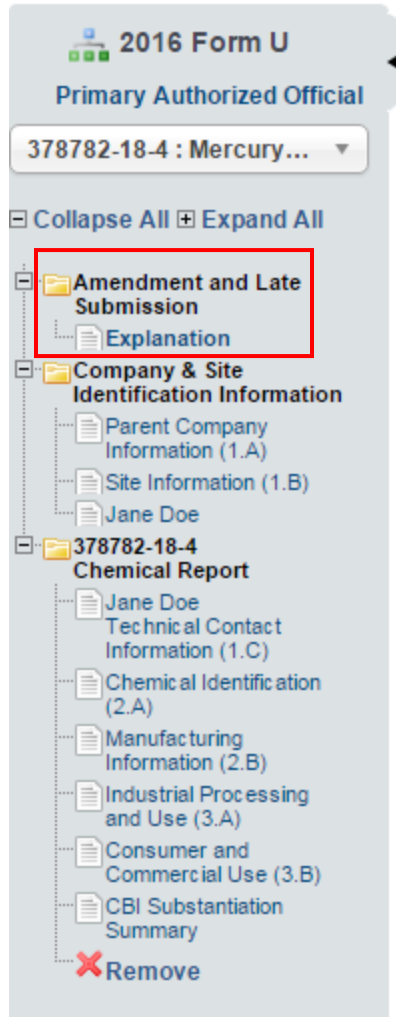 2016 Form U
Primary Authorized Official
378782-18-4 : Mercury...
Collapse All Expand All
Amendment and Late
Submission
Explanation
Company & Site
Identification Information
Parent Company
Information (1.A)
Site Information (1.B)
Jane Doe
378782-18-4
Chemical Report
Jane Doe
Technical Contact
Information (1.C)
Chemical Identification
(2.A)
Manufacturing
Information (2.B)
Industrial Processing
and Use (3.A)
Consumer and
Commercial Use (3.B)
CBI Substantiation
Summary
Remove